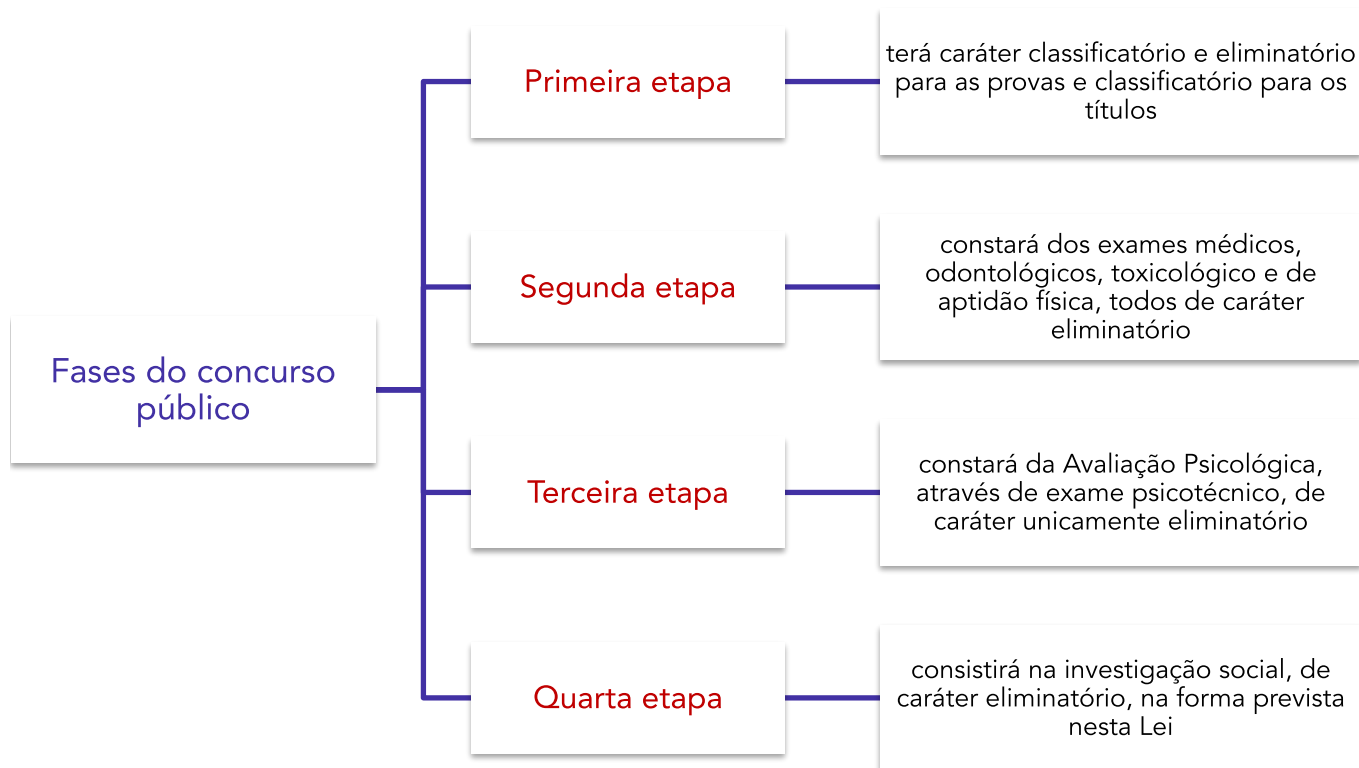 Fases do concurso
público
Primeira etapa
terá caráter classificatório e eliminatório
para as provas e classificatório para os
títulos
Segunda etapa
constará dos exames médicos,
odontológicos, toxicológico e de
aptidão física, todos de caráter
eliminatório
Terceira etapa
constará da Avaliação Psicológica,
através de exame psicotécnico, de
caráter unicamente eliminatório
Quarta etapa
consistirá na investigação social, de
caráter eliminatório, na forma prevista
nesta Lei